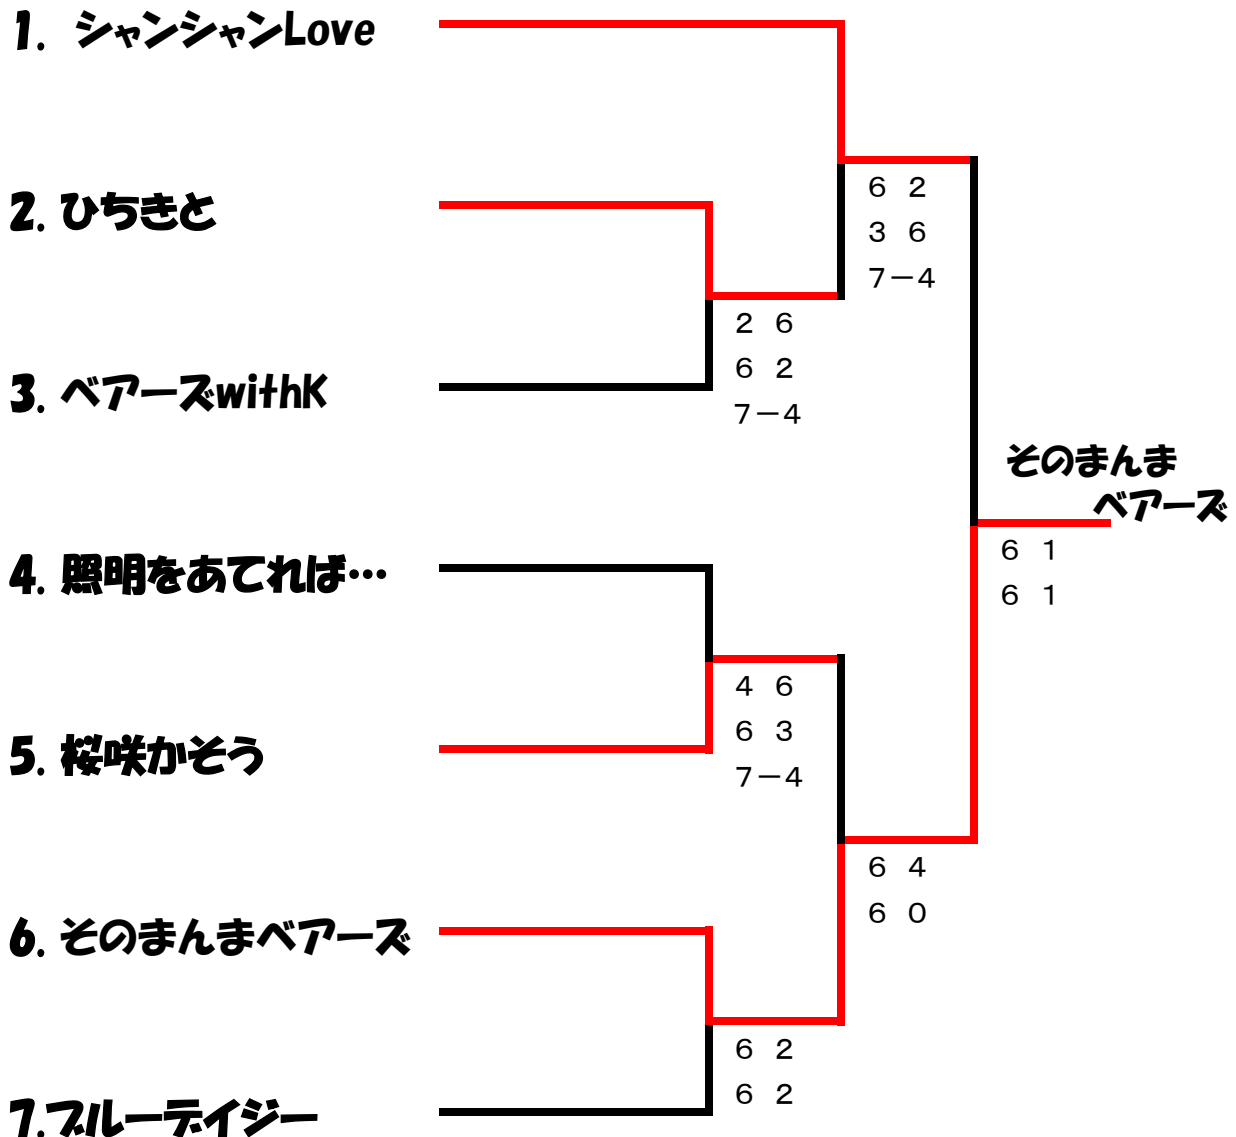 1. シャンシャンLove
６ ２
2. ひちきと
３ ６
７－４
２ ６
６ ２
3. ベアーズwithK
７－４
そのまんま
ベアーズ
６ １
4. 照明をあてれば…
６ １
４ ６
６ ３
5. 桜咲かそう
７－４
６ ４
６ ０
6. そのまんまベアーズ
６ ２
６ ２
7.ブルーデイジー